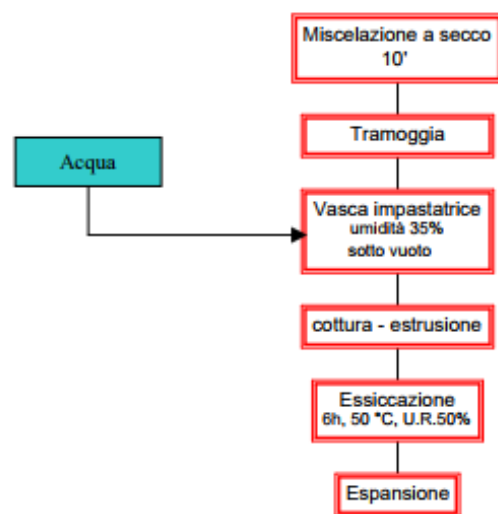 Miscelazione a secco
10'
Tramoggia
Acqua
Vasca impastatrice
umidità 35%
sotto vuoto
cottura - estrusione
Essiccazione
6h, 50 °C, U.R.50%
Espansione